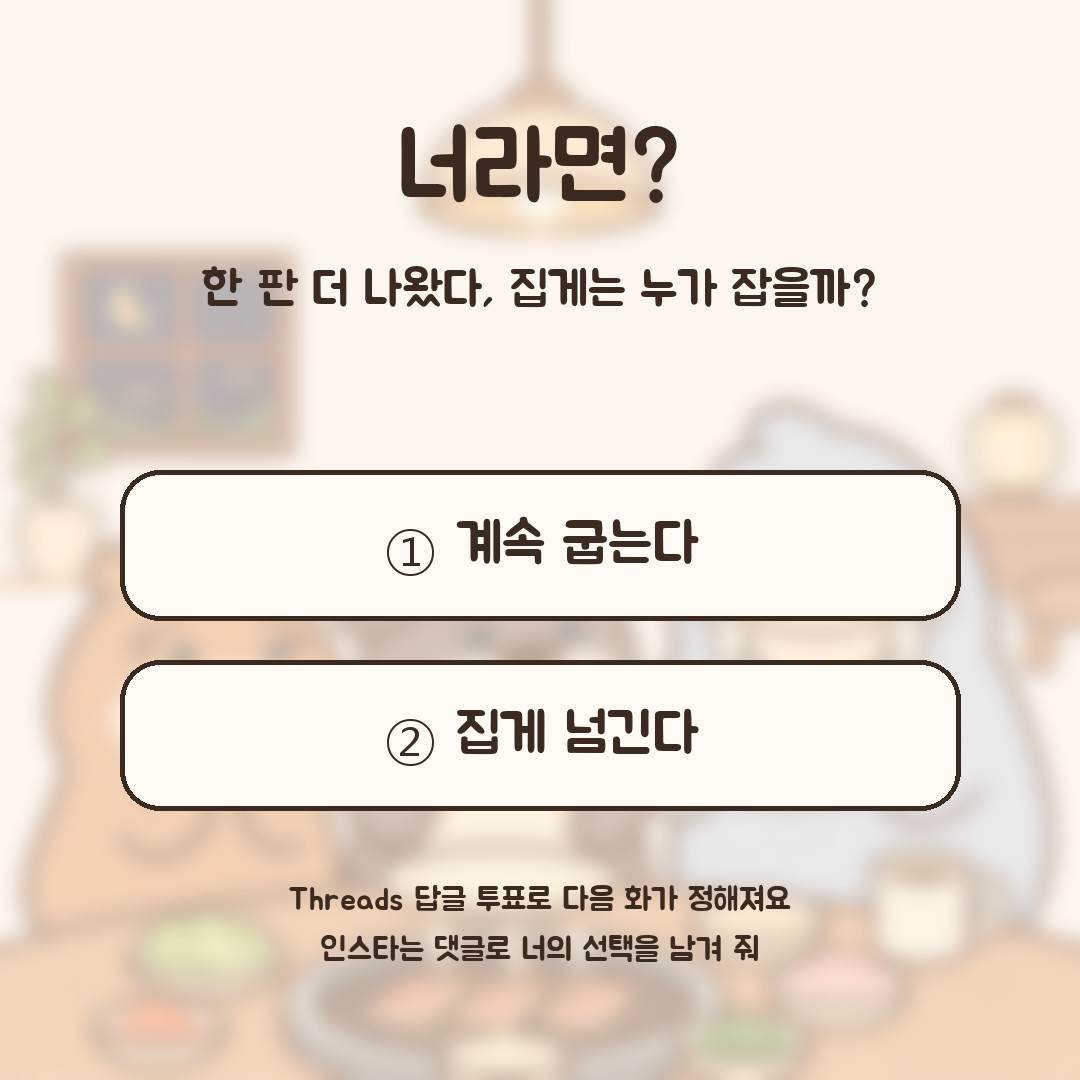 너라면?
한 판 더 나왔다, 집게는 누가 잡을까?
① 계속 굽는다
② 집게 넘긴다
Threads 답글 투표로 다음 화가 정해져요
인스타는 댓글로 너의 선택을 남겨 줘